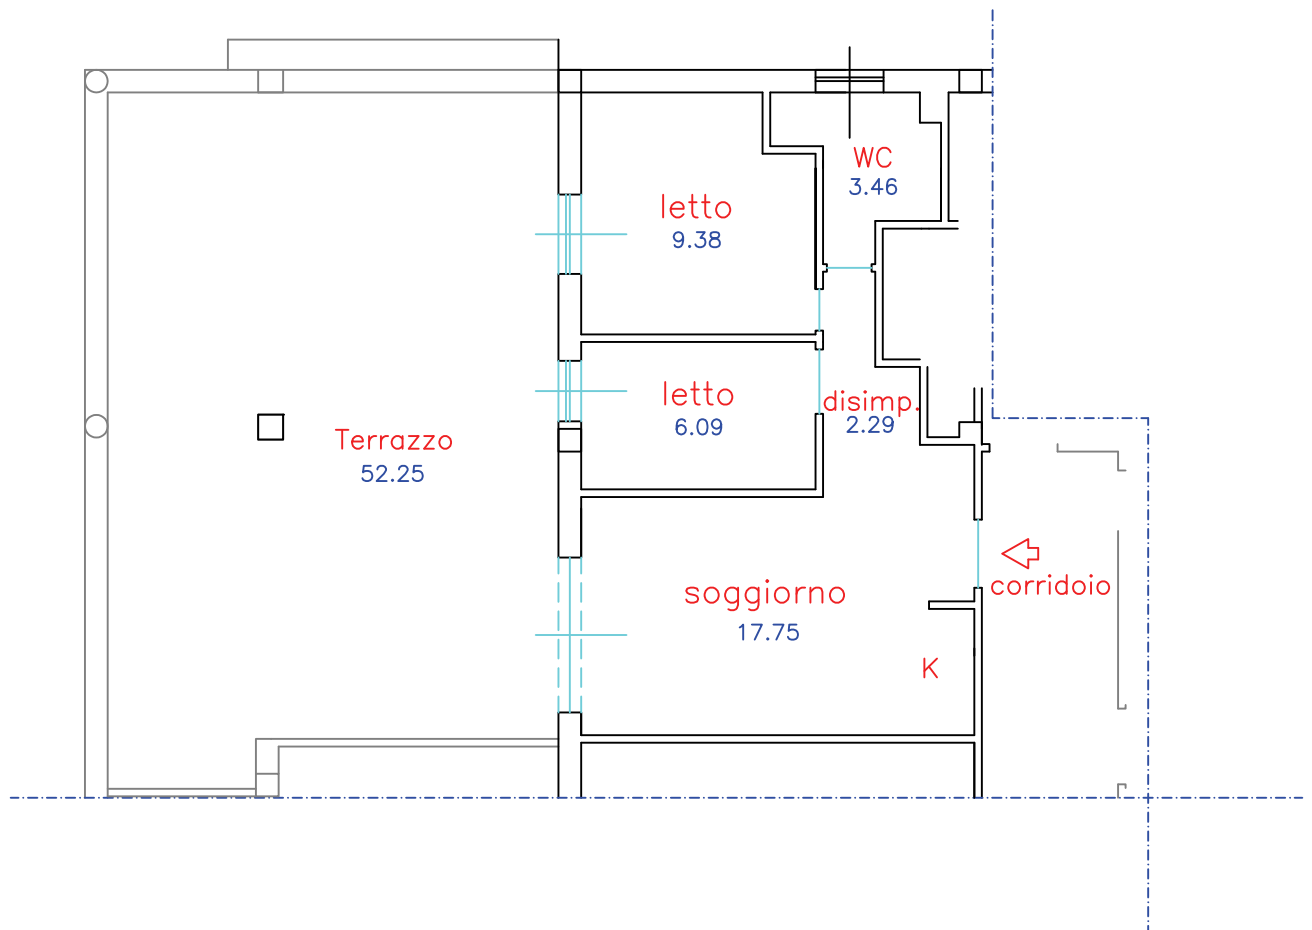 WC
3.46
letto
9.38
letto
6.09
disimp.
2.29
Terrazzo
52.25
corridoio
soggiorno
17.75
K